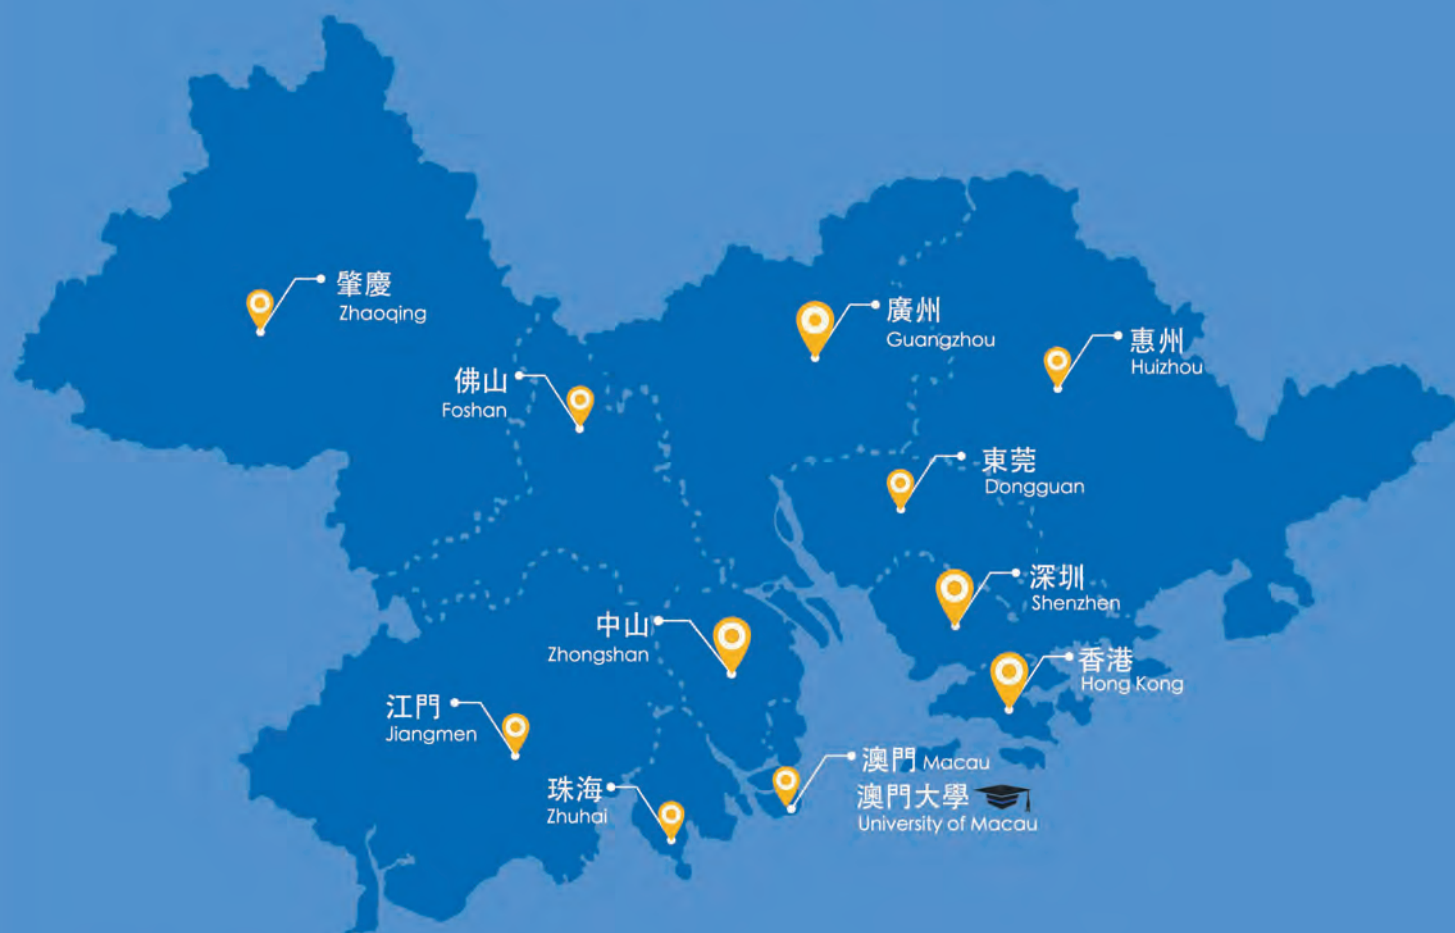 肇慶
Zhaoqing
廣州
Guangzhou
惠州
Huizhou
佛山
Foshan
東莞
Dongguan
深圳
Shenzhen
中山
Zhongshan
香港
Hong Kong
江門
Jiangmen
澳門 Macau
澳門大學
University of Macau
珠海
Zhuhai